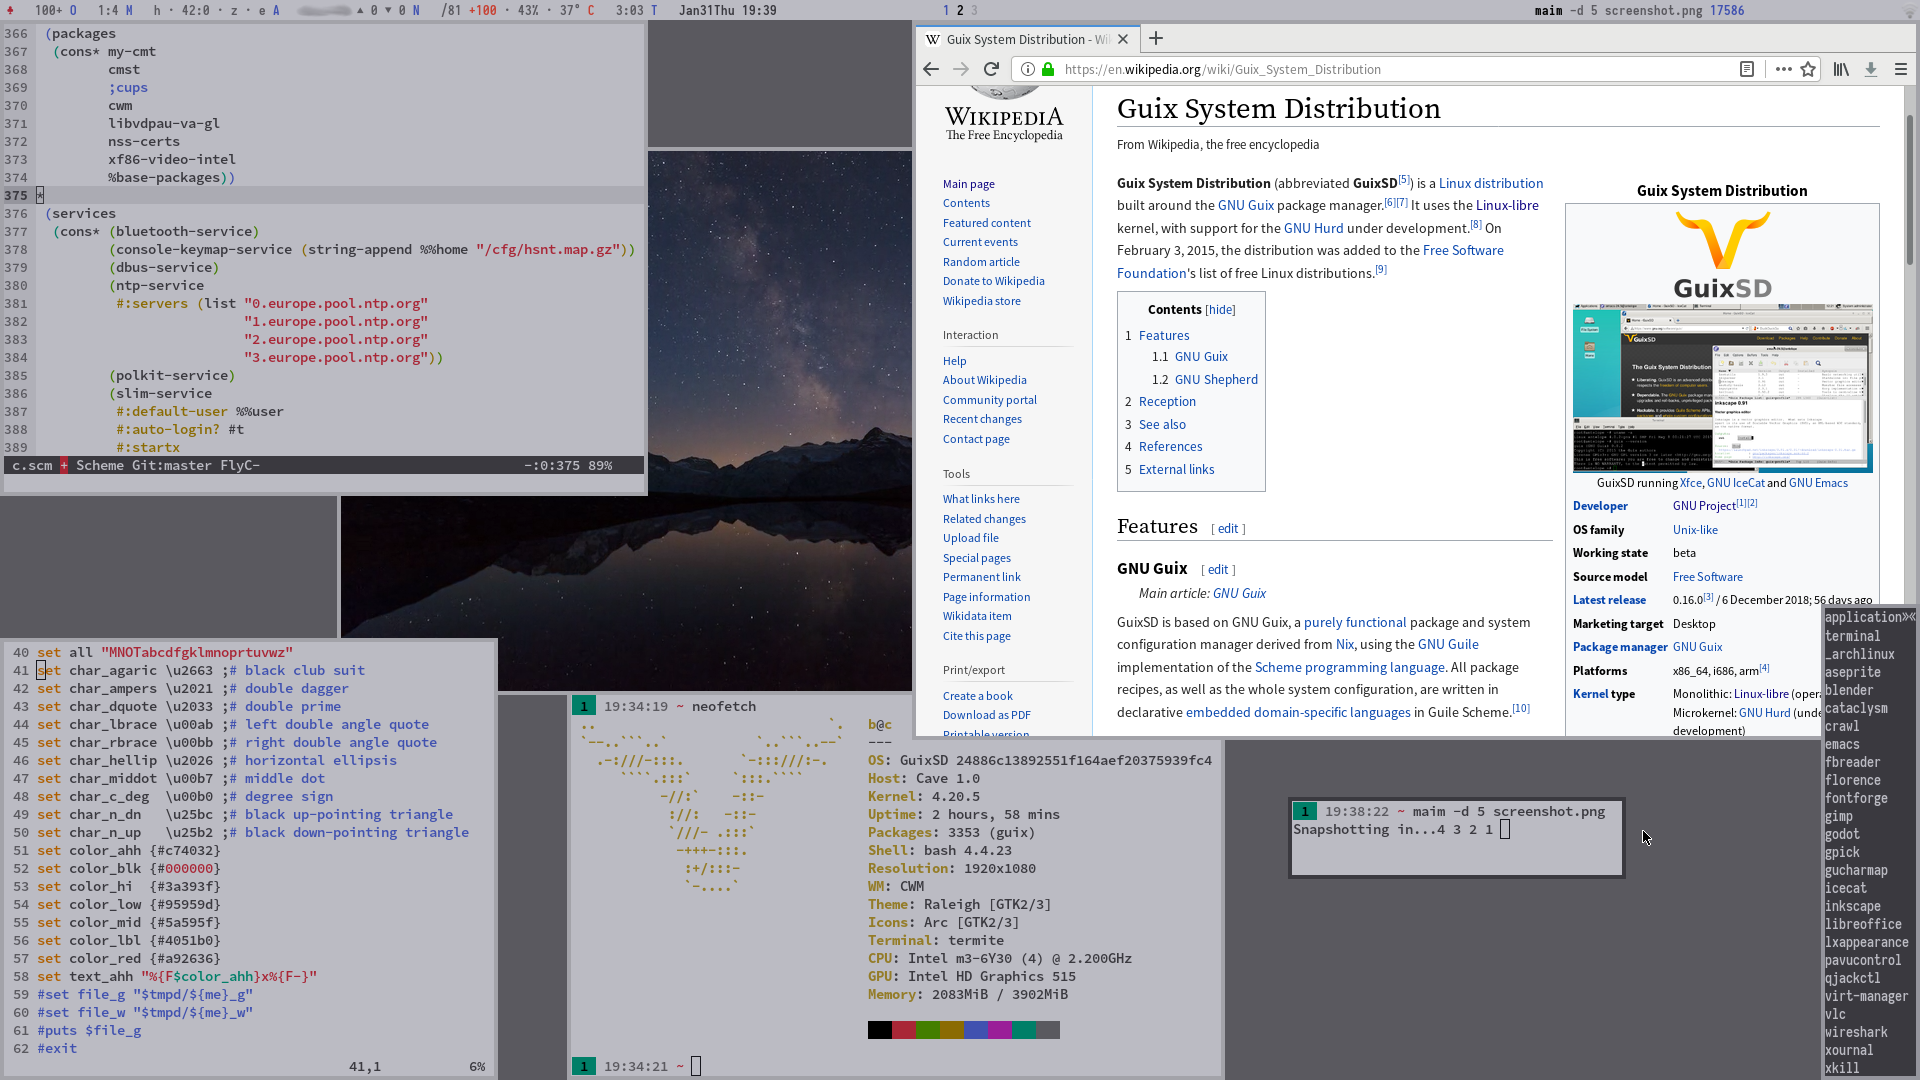 100+ O 1:4 M h · 42:0 · z · e A ▲ 0 ▼ 0 N /81 +100 · 43% · 37° C 3:03 T Jan31Thu 19:39
1 2 3
maim -d 5 screenshot.png 17586
366 (packages
367 (cons* my-cmt
368 cmst
369 ;cups
370 cwm
371 libvdpau-va-gl
372 nss-certs
373 xf86-video-intel
374 %base-packages))
375
376 (services
377 (cons* (bluetooth-service)
378 (console-keymap-service (string-append %%home "/cfg/hsnt.map.gz"))
379 (dbus-service)
380 (ntp-service
381 #:servers (list "0.europe.pool.ntp.org"
382 "1.europe.pool.ntp.org"
383 "2.europe.pool.ntp.org"
384 "3.europe.pool.ntp.org"))
385 (polkit-service)
386 (slim-service
387 #:default-user %%user
388 #:auto-login? #t
389 #:startx
c.scm + Scheme Git:master FlyC- -:0:375 89%
40 set all "MNOTabcdfgklmnoprtuvwz"
41 set char_agaric \u2663 ;# black club suit
42 set char_ampers \u2021 ;# double dagger
43 set char_dquote \u2033 ;# double prime
44 set char_lbrace \u00ab ;# left double angle quote
45 set char_rbrace \u00bb ;# right double angle quote
46 set char_hellip \u2026 ;# horizontal ellipsis
47 set char_middot \u00b7 ;# middle dot
48 set char_c_deg \u00b0 ;# degree sign
49 set char_n_dn \u25bc ;# black up-pointing triangle
50 set char_n_up \u25b2 ;# black down-pointing triangle
51 set color_ahh {#c74032}
52 set color_blk {#000000}
53 set color_hi {#3a393f}
54 set color_low {#95959d}
55 set color_mid {#5a595f}
56 set color_lbl {#4051b0}
57 set color_red {#a92636}
58 set text_ahh "%{F$color_ahh}x%{F-}"
59 #set file_g "$tmpd/${me}_g"
60 #set file_w "$tmpd/${me}_w"
61 #puts $file_g
62 #exit
41,1 6%
1 19:34:19 ~ neofetch
b@c
---
OS: GuixSD 24886c13892551f164aef20375939fc4
Host: Cave 1.0
Kernel: 4.20.5
Uptime: 2 hours, 58 mins
Packages: 3353 (guix)
Shell: bash 4.4.23
Resolution: 1920x1080
WM: CWM
Theme: Raleigh [GTK2/3]
Icons: Arc [GTK2/3]
Terminal: termite
CPU: Intel m3-6Y30 (4) @ 2.200GHz
GPU: Intel HD Graphics 515
Memory: 2083MiB / 3902MiB
1 19:34:21 ~
Guix System Distribution - Wi
https://en.wikipedia.org/wiki/Guix_System_Distribution
WIKIPEDIA
The Free Encyclopedia
Main page
Contents
Featured content
Current events
Random article
Donate to Wikipedia
Wikipedia store
Interaction
Help
About Wikipedia
Community portal
Recent changes
Contact page
Tools
What links here
Related changes
Upload file
Special pages
Permanent link
Page information
Wikidata item
Cite this page
Print/export
Create a book
Download as PDF
Printable version
Guix System Distribution
From Wikipedia, the free encyclopedia
Guix System Distribution (abbreviated GuixSD[5]) is a Linux distribution
built around the GNU Guix package manager.[6][7] It uses the Linux-libre
kernel, with support for the GNU Hurd under development.[8] On
February 3, 2015, the distribution was added to the Free Software
Foundation's list of free Linux distributions.[9]
Contents [hide]
1 Features
1.1 GNU Guix
1.2 GNU Shepherd
2 Reception
3 See also
4 References
5 External links
Features [ edit ]
GNU Guix [ edit ]
Main article: GNU Guix
GuixSD is based on GNU Guix, a purely functional package and system
configuration manager derived from Nix, using the GNU Guile
implementation of the Scheme programming language. All package
recipes, as well as the whole system configuration, are written in
declarative embedded domain-specific languages in Guile Scheme.[10]
Guix System Distribution
GuixSD
GuixSD running Xfce, GNU IceCat and GNU Emacs
Developer GNU Project[1][2]
OS family Unix-like
Working state beta
Source model Free Software
Latest release 0.16.0[3] / 6 December 2018; 56 days ago
Marketing target Desktop
Package manager GNU Guix
Platforms x86_64, i686, arm[4]
Kernel type Monolithic: Linux-libre (opera
Microkernel: GNU Hurd (unde
development)
1 19:38:22 ~ maim -d 5 screenshot.png
Snapshotting in...4 3 2 1
application»«
terminal
_archlinux
aseprite
blender
cataclysm
crawl
emacs
fbreader
florence
fontforge
gimp
godot
gpick
gucharmap
icecat
inkscape
libreoffice
lxappearance
pavucontrol
qjackctl
virt-manager
vlc
wireshark
xournal
xkill